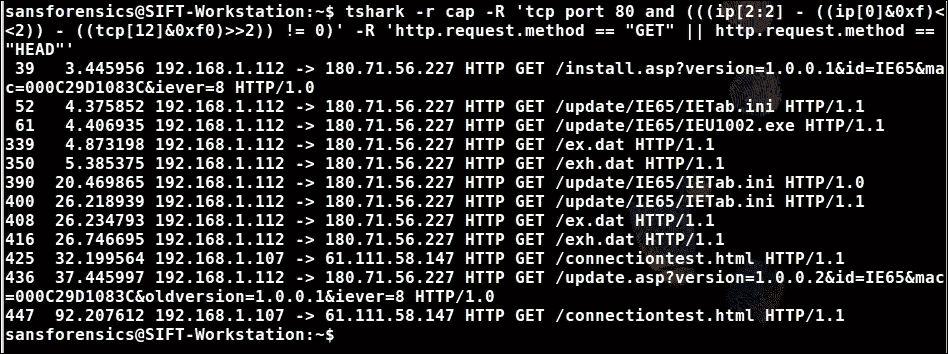 sansforensics@SIFT-Workstation:~$ tshark -r cap -R 'tcp port 80 and (((ip[2:2] - ((ip[0]&0xf)<
<2)) - ((tcp[12]&0xf0)>>2)) != 0)' -R 'http.request.method == "GET" || http.request.method ==
"HEAD"'
39   3.445956 192.168.1.112 -> 180.71.56.227 HTTP GET /install.asp?version=1.0.0.1&id=IE65&ma
c=000C29D1083C&iever=8 HTTP/1.0
52   4.375852 192.168.1.112 -> 180.71.56.227 HTTP GET /update/IE65/IETab.ini HTTP/1.1
61   4.406935 192.168.1.112 -> 180.71.56.227 HTTP GET /update/IE65/IEU1002.exe HTTP/1.1
339   4.873198 192.168.1.112 -> 180.71.56.227 HTTP GET /ex.dat HTTP/1.1
350   5.385375 192.168.1.112 -> 180.71.56.227 HTTP GET /exh.dat HTTP/1.1
390  20.469865 192.168.1.112 -> 180.71.56.227 HTTP GET /update/IE65/IETab.ini HTTP/1.0
400  26.218939 192.168.1.112 -> 180.71.56.227 HTTP GET /update/IE65/IETab.ini HTTP/1.1
408  26.234793 192.168.1.112 -> 180.71.56.227 HTTP GET /ex.dat HTTP/1.1
416  26.746695 192.168.1.112 -> 180.71.56.227 HTTP GET /exh.dat HTTP/1.1
425  32.199564 192.168.1.107 -> 61.111.58.147 HTTP GET /connectiontest.html HTTP/1.1
436  37.445997 192.168.1.112 -> 180.71.56.227 HTTP GET /update.asp?version=1.0.0.2&id=IE65&mac
=000C29D1083C&oldversion=1.0.0.1&iever=8 HTTP/1.0
447  92.207612 192.168.1.107 -> 61.111.58.147 HTTP GET /connectiontest.html HTTP/1.1
sansforensics@SIFT-Workstation:~$